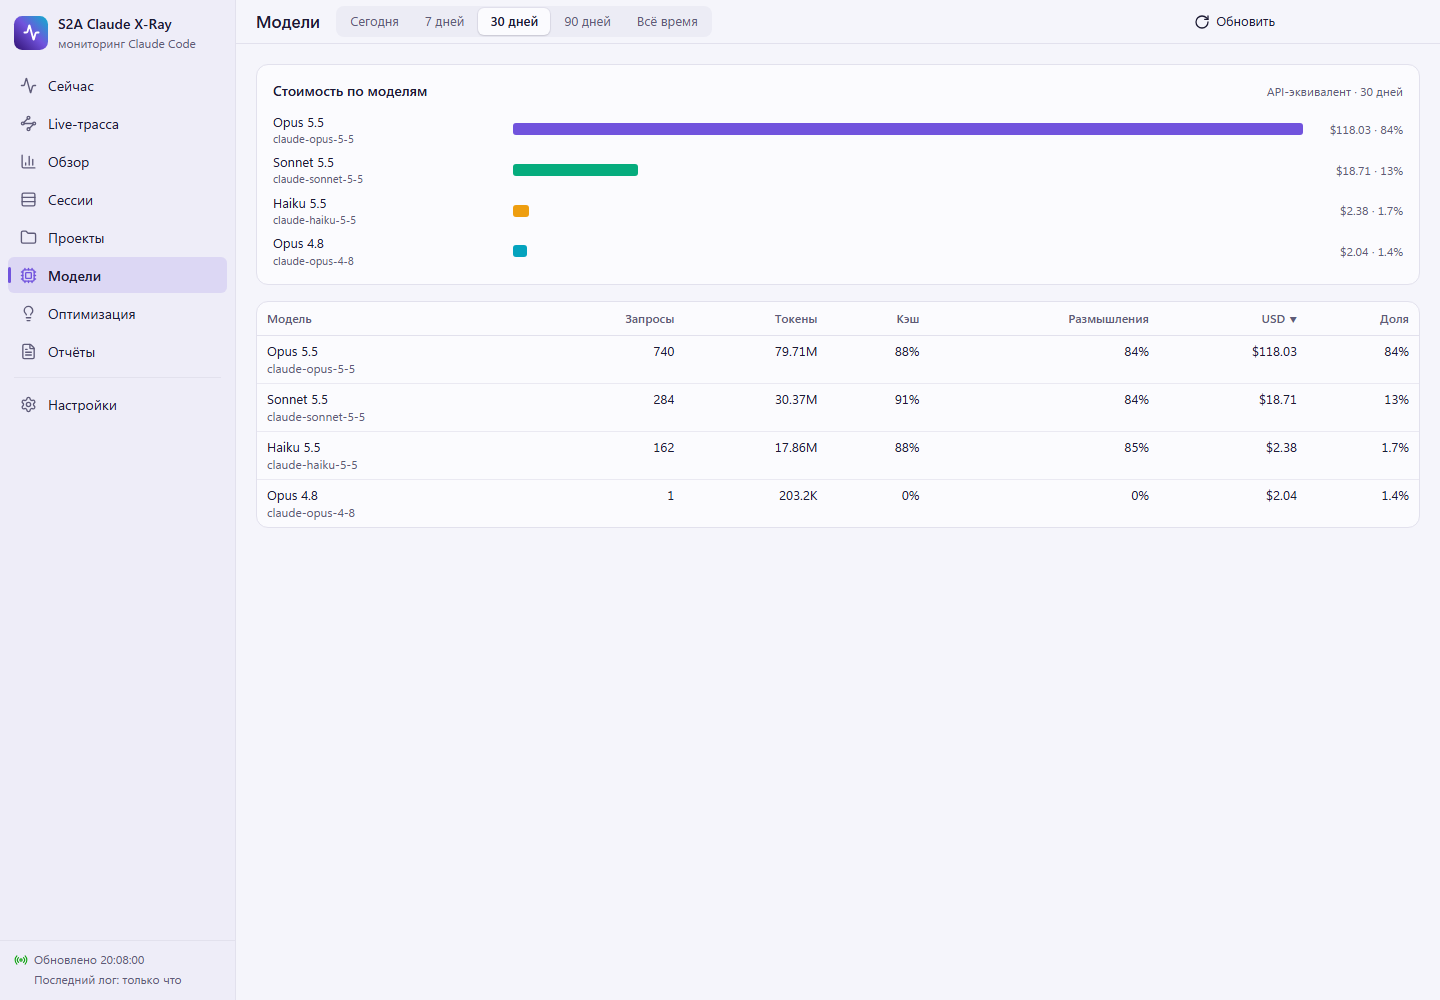 S2A Claude X-Ray
мониторинг Claude Code
Сейчас
Live-трасса
Обзор
Сессии
Проекты
Модели
Оптимизация
Отчёты
Настройки
Обновлено 20:08:00
Последний лог: только что
Модели
Сегодня
7 дней
30 дней
90 дней
Всё время
Обновить
Стоимость по моделям
API-эквивалент · 30 дней
Opus 5.5
claude-opus-5-5
$118.03 · 84%
Sonnet 5.5
claude-sonnet-5-5
$18.71 · 13%
Haiku 5.5
claude-haiku-5-5
$2.38 · 1.7%
Opus 4.8
claude-opus-4-8
$2.04 · 1.4%
Модель Запросы Токены Кэш Размышления USD ▼ Доля
Opus 5.5 740 79.71M 88% 84% $118.03 84%
claude-opus-5-5
Sonnet 5.5 284 30.37M 91% 84% $18.71 13%
claude-sonnet-5-5
Haiku 5.5 162 17.86M 88% 85% $2.38 1.7%
claude-haiku-5-5
Opus 4.8 1 203.2K 0% 0% $2.04 1.4%
claude-opus-4-8